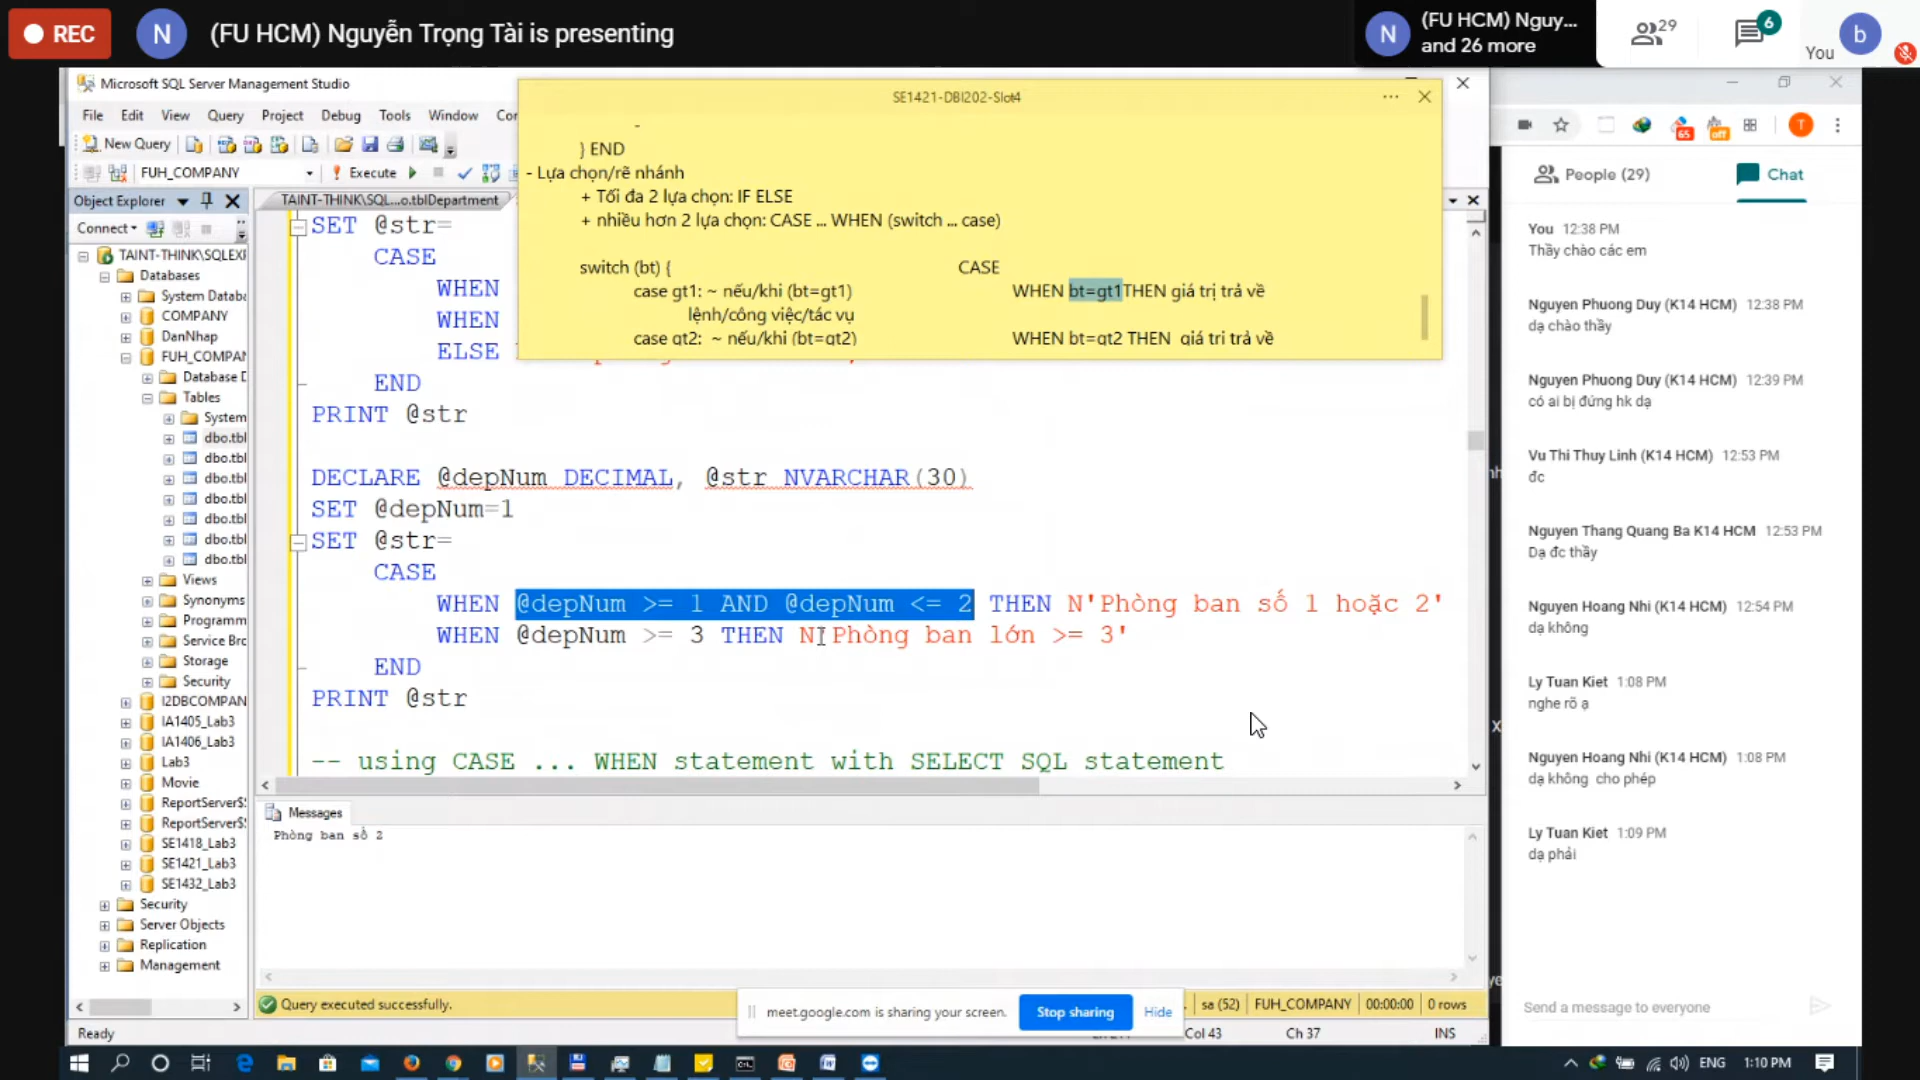 REC
N
(FU HCM) Nguyễn Trọng Tài is presenting
N
(FU HCM) Nguy...
and 26 more
29
6
You
b
Microsoft SQL Server Management Studio
File Edit View Query Project Debug Tools Window
New Query
FUH_COMPANY
Execute
Object Explorer
Connect
TAINT-THINK\SQLEXP
Databases
System Databa
COMPANY
DanNhap
FUH_COMPAN
Database D
Tables
System
dbo.tbl
dbo.tbl
dbo.tbl
dbo.tbl
dbo.tbl
dbo.tbl
dbo.tbl
Views
Synonyms
Programm
Service Bro
Storage
Security
I2DBCOMPAN
IA1405_Lab3
IA1406_Lab3
Lab3
Movie
ReportServer$
ReportServer$
SE1418_Lab3
SE1421_Lab3
SE1432_Lab3
Security
Server Objects
Replication
Management
SE1421-DBI202-Slot4
} END
- Lựa chọn/rẽ nhánh
+ Tối đa 2 lựa chọn: IF ELSE
+ nhiều hơn 2 lựa chọn: CASE ... WHEN (switch ... case)
switch (bt) { CASE
case gt1: ~ nếu/khi (bt=gt1) WHEN bt=gt1THEN giá trị trả về
lệnh/công việc/tác vụ
case gt2: ~ nếu/khi (bt=gt2) WHEN bt=gt2 THEN giá trị trả về
TAINT-THINK\SQL...o.tblDepartment
SET @str=
CASE
WHEN
WHEN
ELSE
END
PRINT @str
DECLARE @depNum DECIMAL, @str NVARCHAR(30)
SET @depNum=1
SET @str=
CASE
WHEN @depNum >= 1 AND @depNum <= 2 THEN N'Phòng ban số 1 hoặc 2'
WHEN @depNum >= 3 THEN N'Phòng ban lớn >= 3'
END
PRINT @str
-- using CASE ... WHEN statement with SELECT SQL statement
Messages
Phòng ban số 2
Query executed successfully.
sa (52) FUH_COMPANY 00:00:00 0 rows
meet.google.com is sharing your screen. Stop sharing Hide
Ready
Col 43 Ch 37 INS
65
off
T
People (29)
Chat
You 12:38 PM
Thầy chào các em
Nguyen Phuong Duy (K14 HCM) 12:38 PM
dạ chào thầy
Nguyen Phuong Duy (K14 HCM) 12:39 PM
có ai bị đứng hk dạ
Vu Thi Thuy Linh (K14 HCM) 12:53 PM
đc
Nguyen Thang Quang Ba K14 HCM 12:53 PM
Dạ đc thầy
Nguyen Hoang Nhi (K14 HCM) 12:54 PM
dạ không
Ly Tuan Kiet 1:08 PM
nghe rõ ạ
Nguyen Hoang Nhi (K14 HCM) 1:08 PM
dạ không cho phép
Ly Tuan Kiet 1:09 PM
dạ phải
Send a message to everyone
ENG 1:10 PM